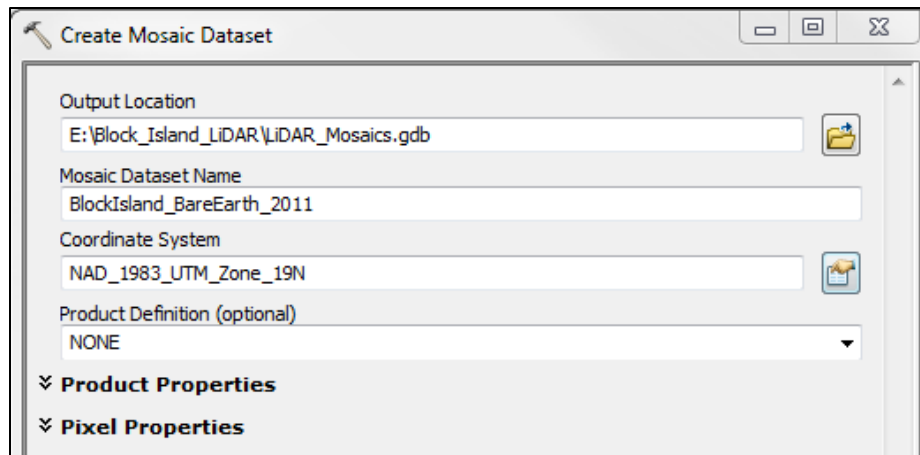 Create Mosaic Dataset
Output Location
E:\Block_Island_LiDAR\LiDAR_Mosaics.gdb
Mosaic Dataset Name
BlockIsland_BareEarth_2011
Coordinate System
NAD_1983_UTM_Zone_19N
Product Definition (optional)
NONE
Product Properties
Pixel Properties